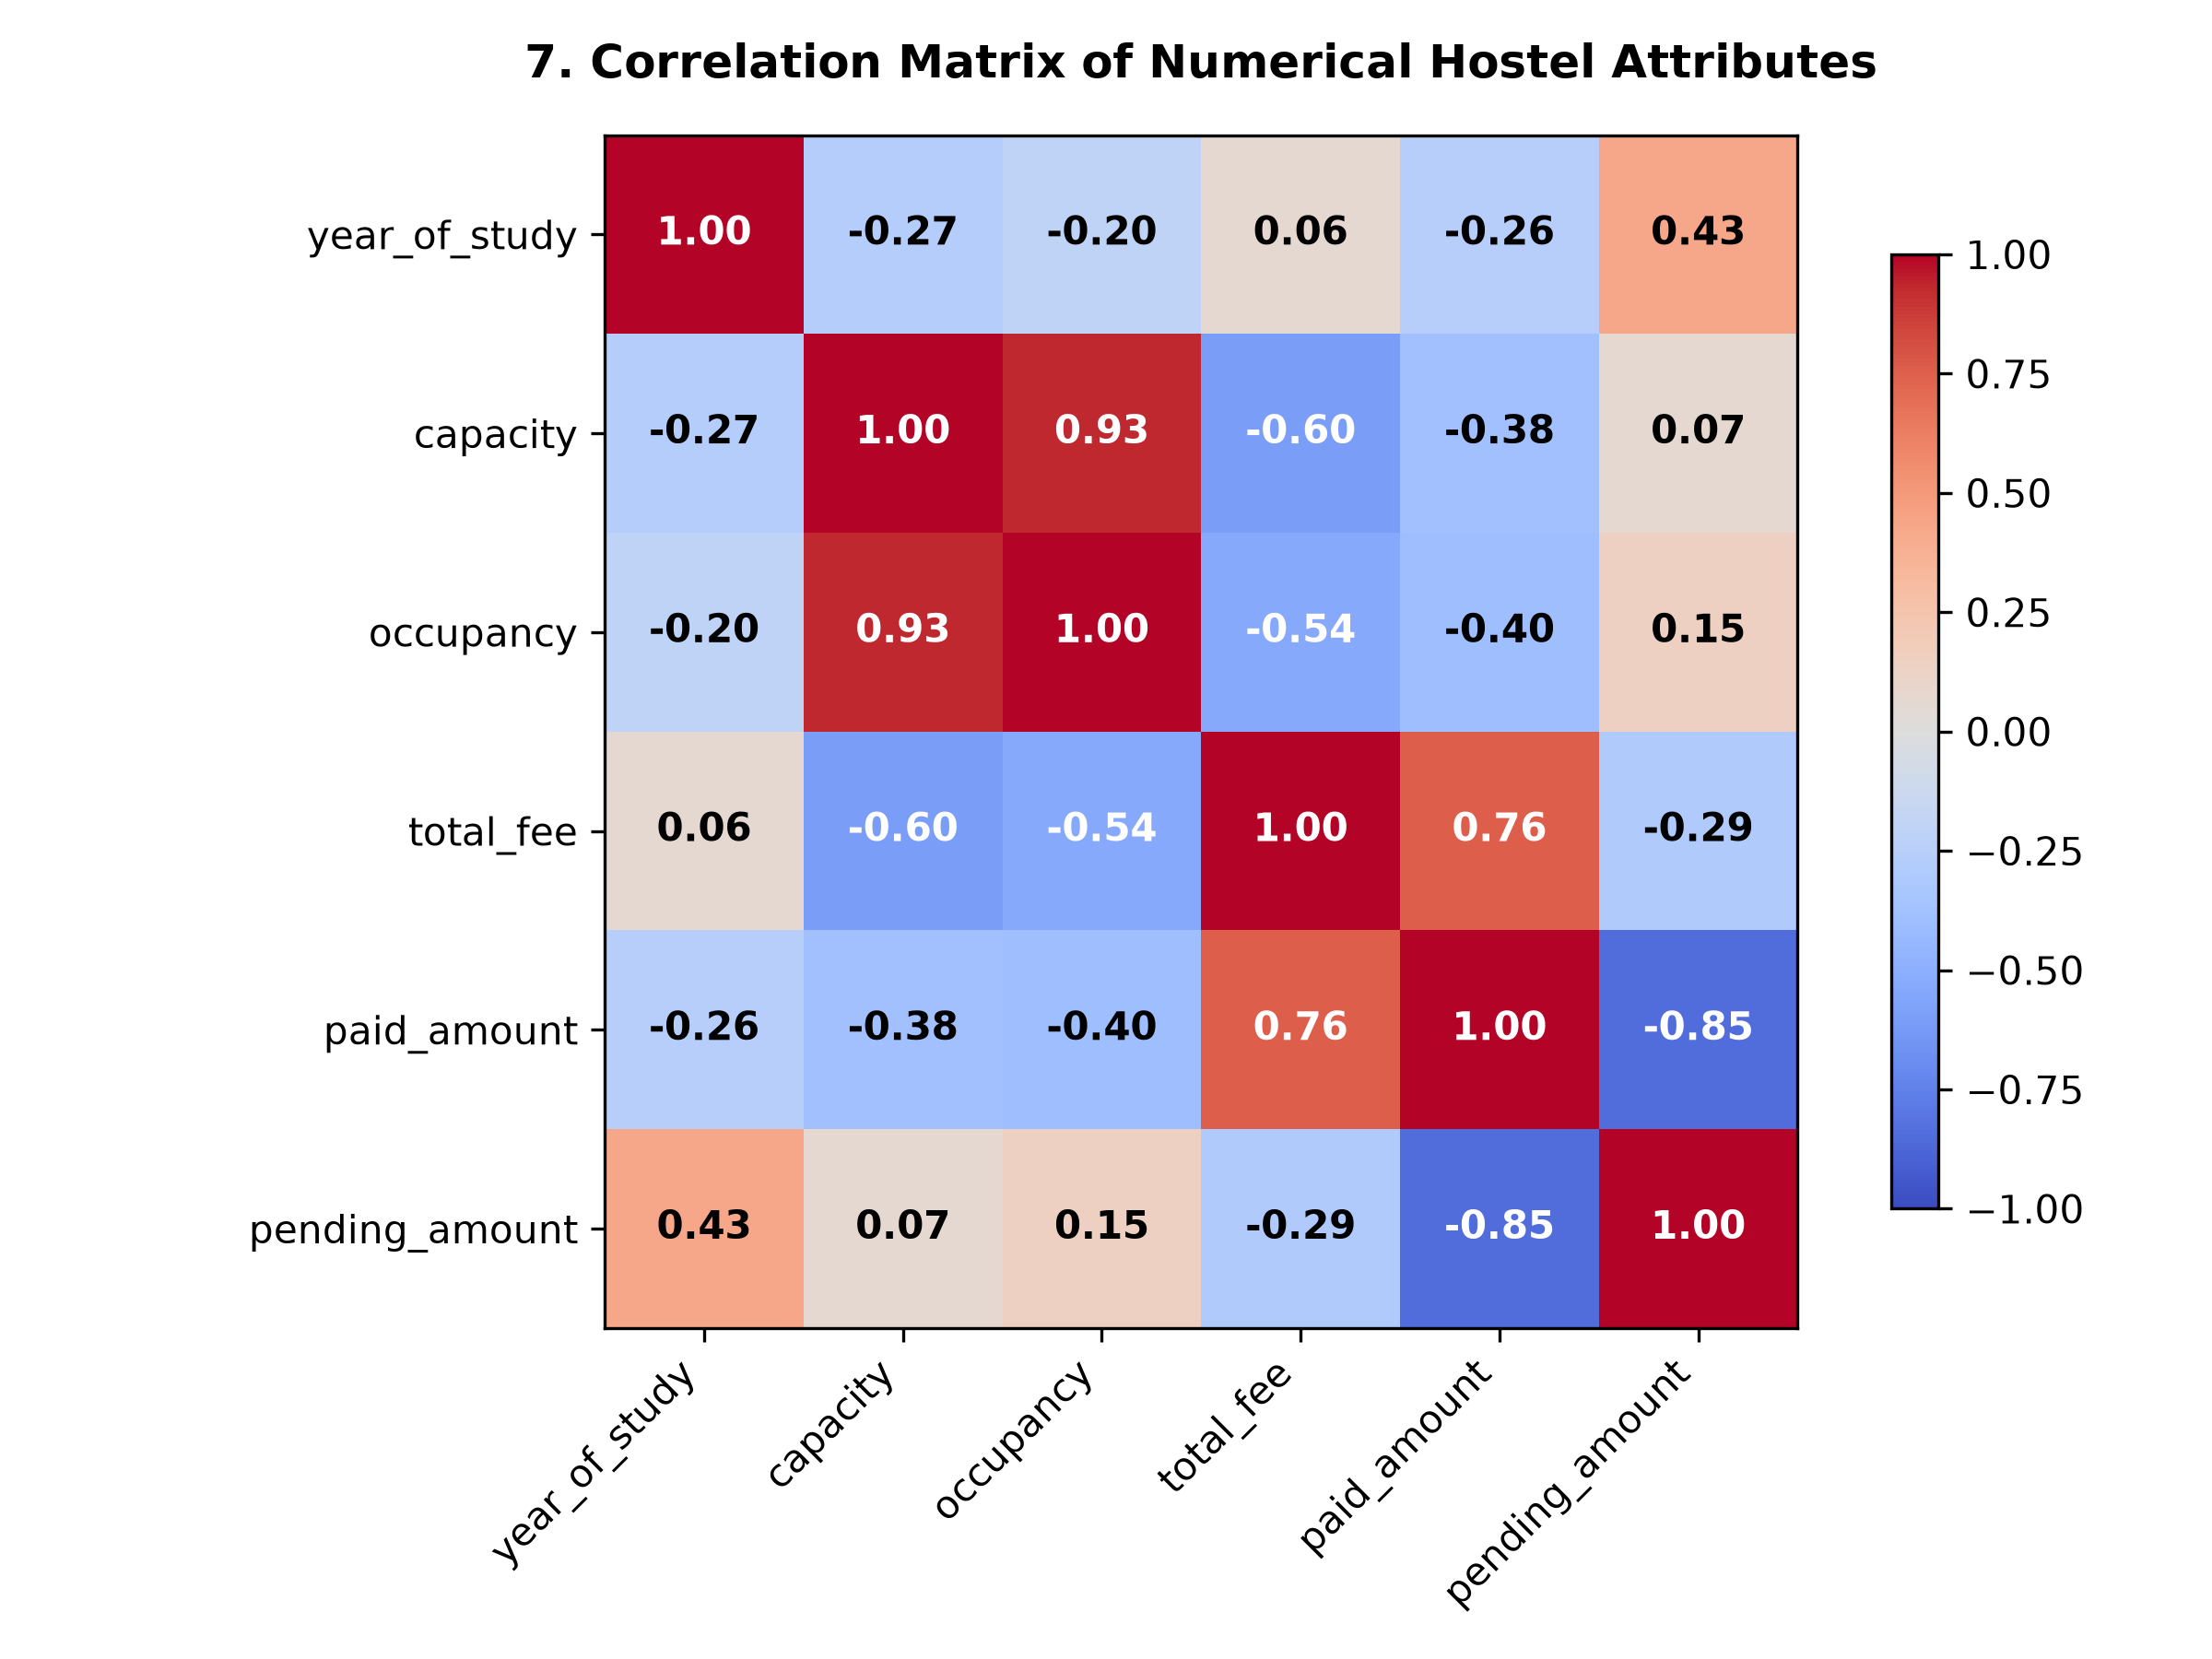 7. Correlation Matrix of Numerical Hostel Attributes
year_of_study 1.00 -0.27 -0.20 0.06 -0.26 0.43
capacity -0.27 1.00 0.93 -0.60 -0.38 0.07
occupancy -0.20 0.93 1.00 -0.54 -0.40 0.15
total_fee 0.06 -0.60 -0.54 1.00 0.76 -0.29
paid_amount -0.26 -0.38 -0.40 0.76 1.00 -0.85
pending_amount 0.43 0.07 0.15 -0.29 -0.85 1.00
year_of_study capacity occupancy total_fee paid_amount pending_amount
1.00
0.75
0.50
0.25
0.00
−0.25
−0.50
−0.75
−1.00